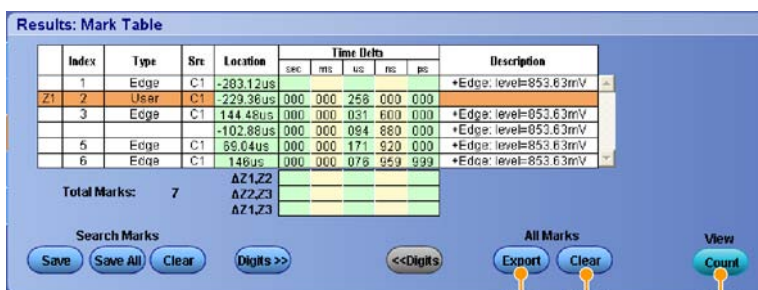 Results: Mark Table
Time Delta
Index Type Src Location sec ms us ns ps Description
1 Edge C1 -283.12us +Edge: level=853.63mV
Z1 2 User C1 -229.36us 000 000 256 000 000
3 Edge C1 144.48us 000 000 031 600 000 +Edge: level=853.63mV
-102.88us 000 000 094 880 000 +Edge: level=853.63mV
5 Edge C1 69.04us 000 000 171 920 000 +Edge: level=853.63mV
6 Edge C1 146us 000 000 076 959 999 +Edge: level=853.63mV
ΔZ1,Z2
Total Marks: 7 ΔZ2,Z3
ΔZ1,Z3
Search Marks All Marks View
Save Save All Clear Digits >> <<Digits Export Clear Count